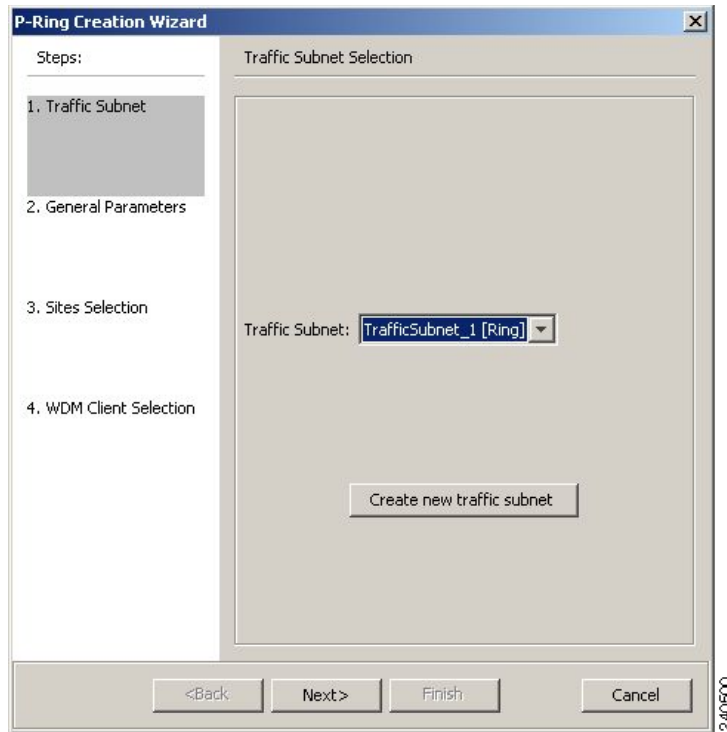 P-Ring Creation Wizard
Steps:
Traffic Subnet Selection
1. Traffic Subnet
2. General Parameters
3. Sites Selection
4. WDM Client Selection
Traffic Subnet: TrafficSubnet_1 [Ring]
Create new traffic subnet
<Back Next> Finish Cancel
240500